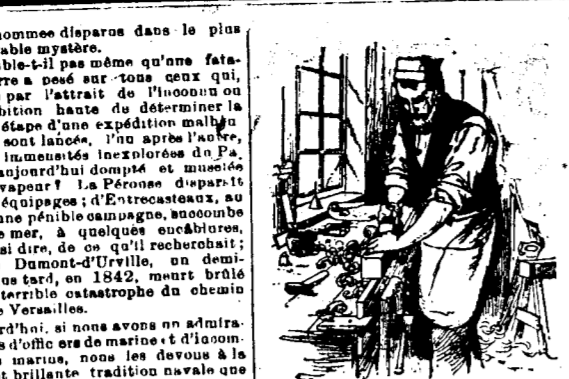 ommee disparus dans le plus
able mystère.
ble-t-il pas même qu'une fata-
rre a pesé sur tous ceux qui,
par l'attrait de l'inconnu ou
bition haute de déterminer la
étape d'une expédition malheu
sont lancés, l'un après l'autre,
immensités inexplorées du Pa,
aujourd'hui dompté et muselée
vapeur? La Pérouse disparaît
équipages; d'Entrecasteaux, au
ne pénible campagne, succombe
mer, à quelques encâblures,
si dire, de ce qu'il recherchait;
Dumont-d'Urville, un demi-
us tard, en 1842, meurt brûlé
terrible catastrophe du chemin
Versailles.
rd'hui, si nous avons un admira-
s d'offic ers de marine et d'incom-
marius, nous les devons à la
t brillante tradition navale que